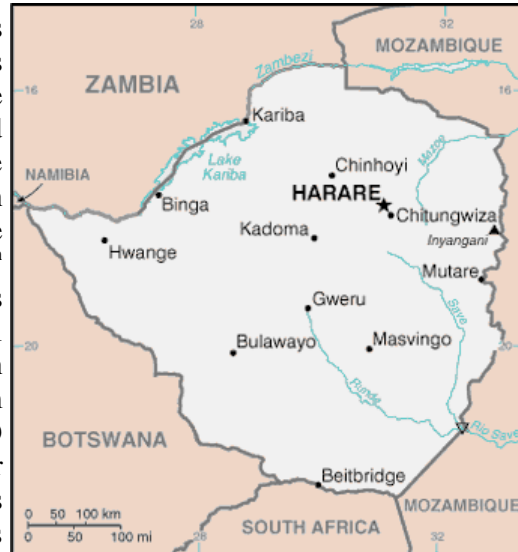 28
32
MOZAMBIQUE
Zambezi
16
16
ZAMBIA
Kariba
Lake
Kariba
Mazoe
Chinhoyi
NAMIBIA
HARARE
Binga
Chitungwiza
Kadoma
Inyangani
Hwange
Mutare
Save
Gweru
20
Bulawayo
Masvingo
20
Runde
Rio Save
BOTSWANA
Beitbridge
0 50 100 km
0 50 100 mi
MOZAMBIQUE
SOUTH AFRICA
28
32